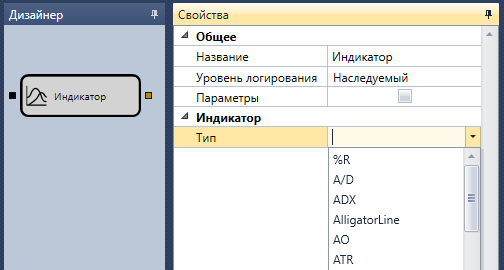 Дизайнер
Индикатор
Свойства
Общее
Название Индикатор
Уровень логирования Наследуемый
Параметры
Индикатор
Тип
%R
A/D
ADX
AlligatorLine
AO
ATR